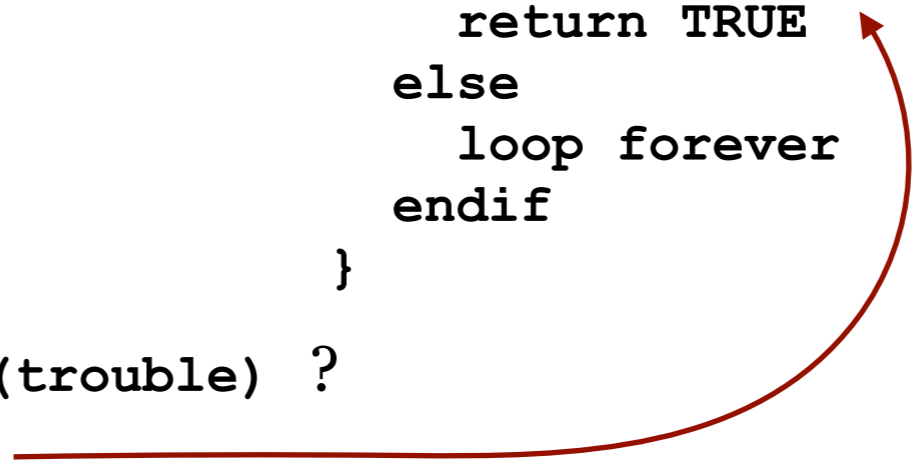 return TRUE
else
loop forever
endif
}
(trouble) ?